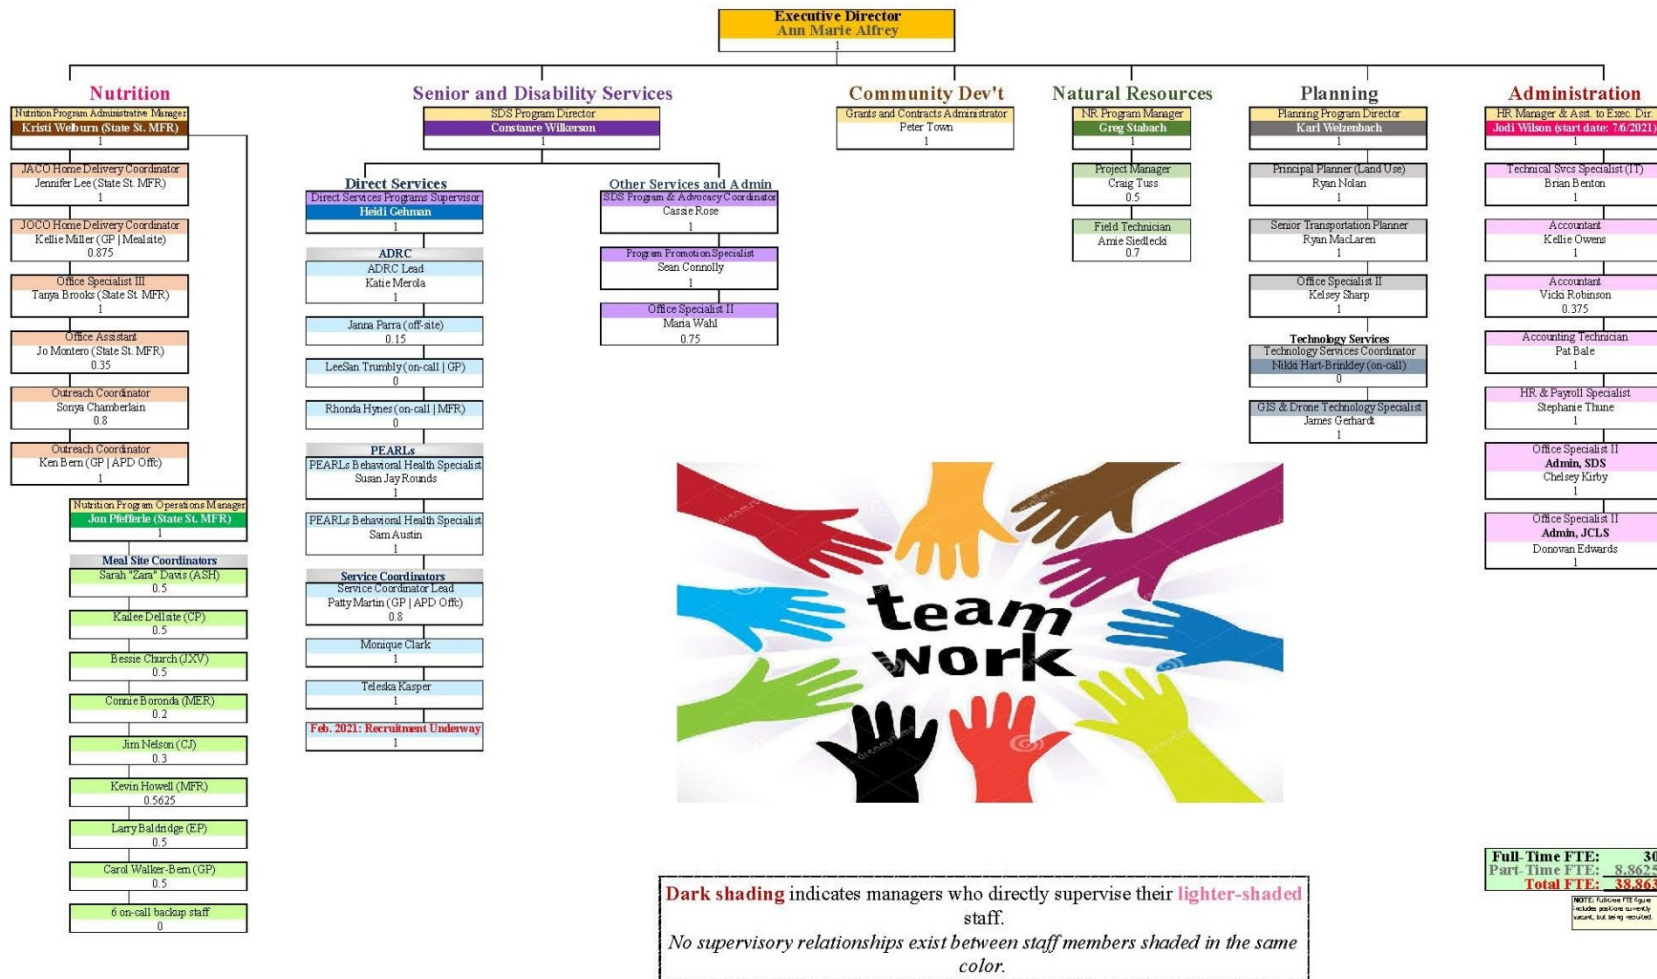 Executive Director
Ann Marie Alfrey
1
Nutrition
Nutrition Program Administrative Manager
Kristi Welburn (State St. MFR)
1
JACO Home Delivery Coordinator
Jennifer Lee (State St. MFR)
1
JOCO Home Delivery Coordinator
Kellie Miller (GP | Mealsite)
0.875
Office Specialist III
Tanya Brooks (State St. MFR)
1
Office Assistant
Jo Montero (State St. MFR)
0.35
Outreach Coordinator
Sonya Chamberlain
0.8
Outreach Coordinator
Ken Bern (GP | APD Offc)
1
Nutrition Program Operations Manager
Jon Pfefferle (State St. MFR)
1
Meal Site Coordinators
Sarah "Zara" Davis (ASH)
0.5
Kailee Dellsite (CP)
0.5
Bessie Church (JXV)
0.5
Connie Boronda (MER)
0.2
Jim Nelson (CJ)
0.3
Kevin Howell (MFR)
0.5625
Larry Baldridge (EP)
0.5
Carol Walker-Bern (GP)
0.5
6 on-call backup staff
0
Senior and Disability Services
SDS Program Director
Constance Wilkerson
1
Direct Services
Direct Services Programs Supervisor
Heidi Gehman
1
ADRC
ADRC Lead
Katie Merola
1
Janna Parra (off-site)
0.15
LeeSan Trumbly (on-call | GP)
0
Rhonda Hynes (on-call | MFR)
0
PEARLs
PEARLs Behavioral Health Specialist
Susan Jay Rounds
1
PEARLs Behavioral Health Specialist
Sam Austin
1
Service Coordinators
Service Coordinator Lead
Patty Martin (GP | APD Offc)
0.8
Monique Clark
1
Teleska Kasper
1
Feb. 2021: Recruitment Underway
1
Other Services and Admin
SDS Program & Advocacy Coordinator
Cassie Rose
1
Program Promotion Specialist
Sean Connolly
1
Office Specialist II
Maria Wahl
0.75
Community Dev't
Grants and Contracts Administrator
Peter Town
1
Natural Resources
NR Program Manager
Greg Stabach
1
Project Manager
Craig Tuss
0.5
Field Technician
Amie Siedlecki
0.7
Planning
Planning Program Director
Karl Welzenbach
1
Principal Planner (Land Use)
Ryan Nolan
1
Senior Transportation Planner
Ryan MacLaren
1
Office Specialist II
Kelsey Sharp
1
Technology Services
Technology Services Coordinator
Nikki Hart-Brinkley (on-call)
0
GIS & Drone Technology Specialist
James Gerhardt
1
Administration
HR Manager & Asst. to Exec. Dir.
Jodi Wilson (start date: 7/6/2021)
1
Technical Svcs Specialist (IT)
Brian Benton
1
Accountant
Kellie Owens
1
Accountant
Vicki Robinson
0.375
Accounting Technician
Pat Bale
1
HR & Payroll Specialist
Stephanie Thune
1
Office Specialist II
Admin, SDS
Chelsey Kirby
1
Office Specialist II
Admin, JCLS
Donovan Edwards
1
team
work
Dark shading indicates managers who directly supervise their lighter-shaded
staff.
No supervisory relationships exist between staff members shaded in the same
color.
Full-Time FTE: 30
Part-Time FTE: 8.8625
Total FTE: 38.863
NOTE: Full-time FTE figure
includes positions currently
vacant, but being recruited.